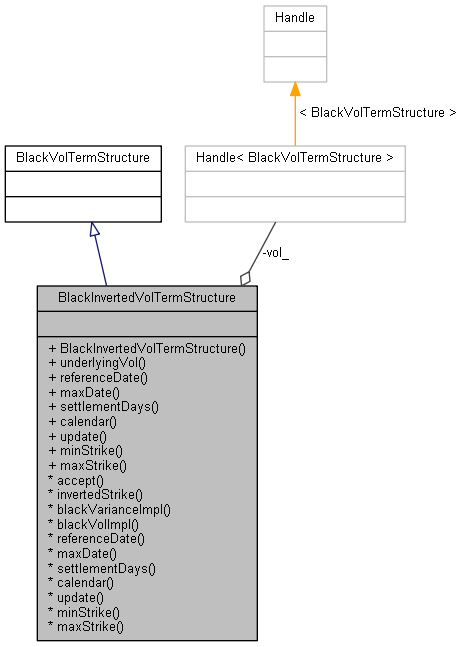 Handle
< BlackVolTermStructure >
BlackVolTermStructure
Handle< BlackVolTermStructure >
-vol_
BlackInvertedVolTermStructure
+ BlackInvertedVolTermStructure()
+ underlyingVol()
+ referenceDate()
+ maxDate()
+ settlementDays()
+ calendar()
+ update()
+ minStrike()
+ maxStrike()
* accept()
* invertedStrike()
* blackVarianceImpl()
* blackVolImpl()
* referenceDate()
* maxDate()
* settlementDays()
* calendar()
* update()
* minStrike()
* maxStrike()